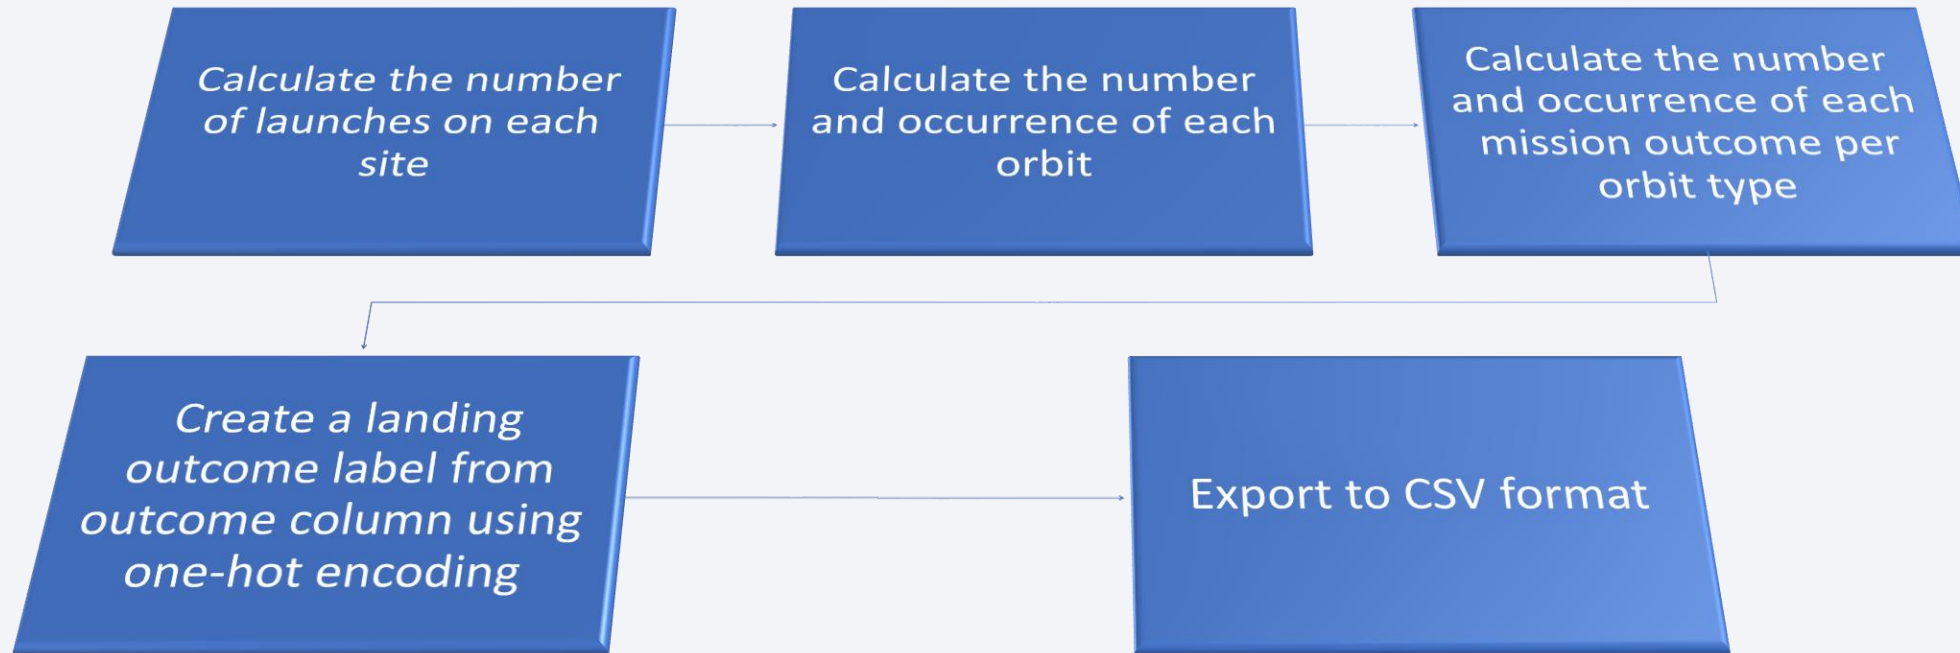 Calculate the number
of launches on each
site
Calculate the number
and occurrence of each
orbit
Calculate the number
and occurrence of each
mission outcome per
orbit type
Create a landing
outcome label from
outcome column using
one-hot encoding
Export to CSV format